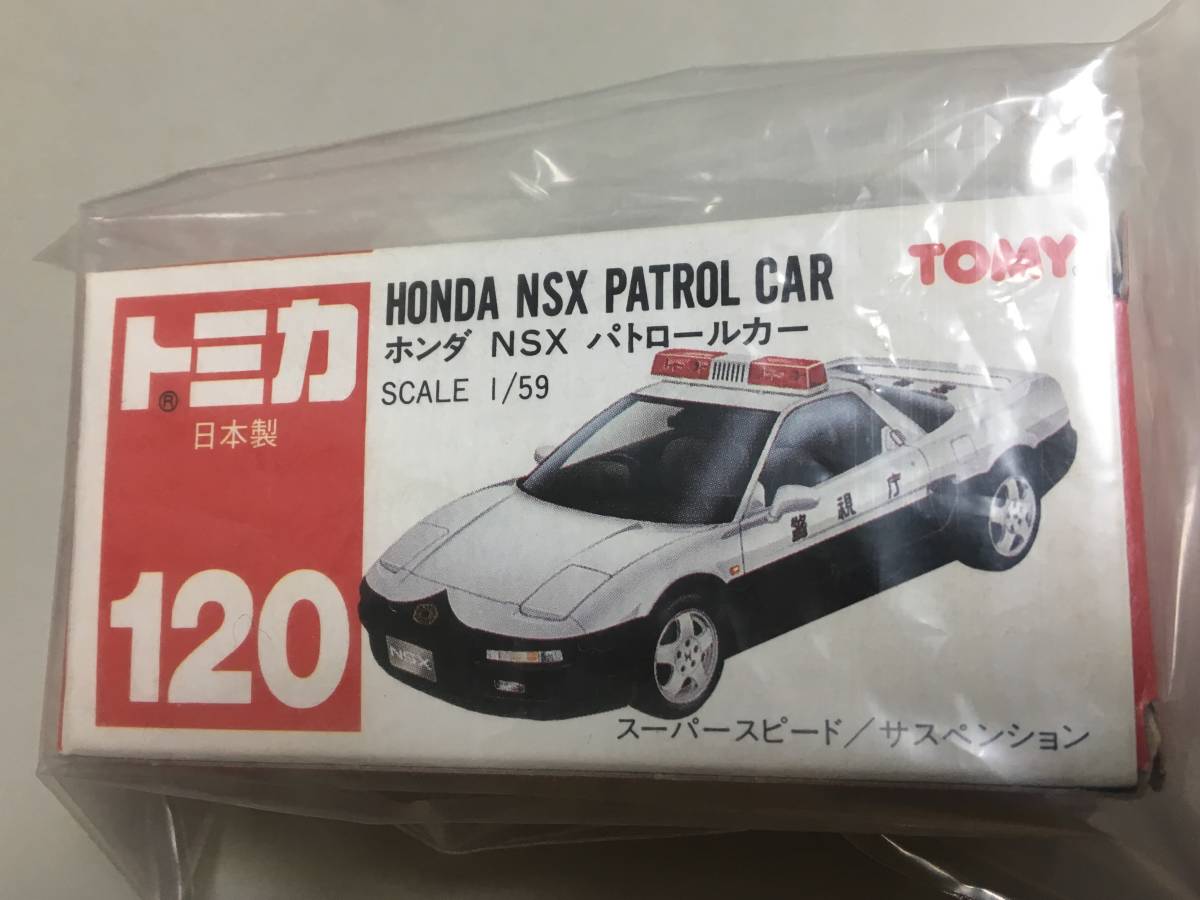 トミカ
®
日本製
120
HONDA NSX PATROL CAR
ホンダ NSX パトロールカー
SCALE 1/59
TOMY
警視庁
NSX
スーパースピード/サスペンション